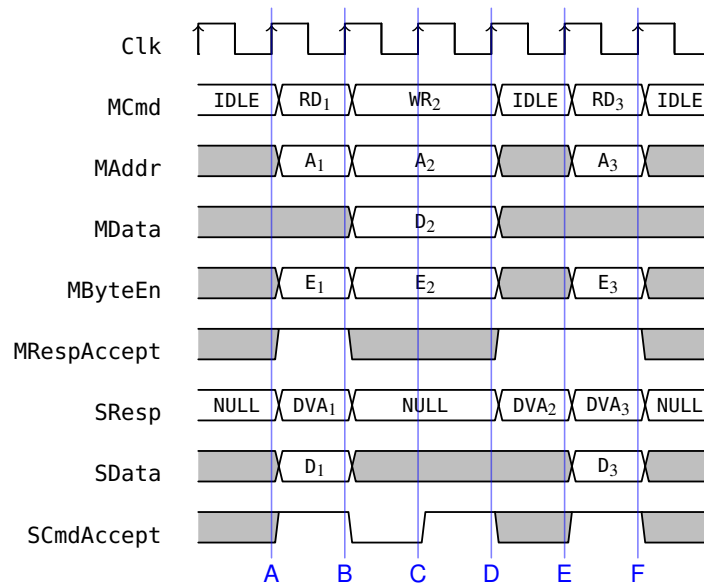 Clk
MCmd IDLE RD₁ WR₂ IDLE RD₃ IDLE
MAddr A₁ A₂ A₃
MData D₂
MByteEn E₁ E₂ E₃
MRespAccept
SResp NULL DVA₁ NULL DVA₂ DVA₃ NULL
SData D₁ D₃
SCmdAccept
A B C D E F